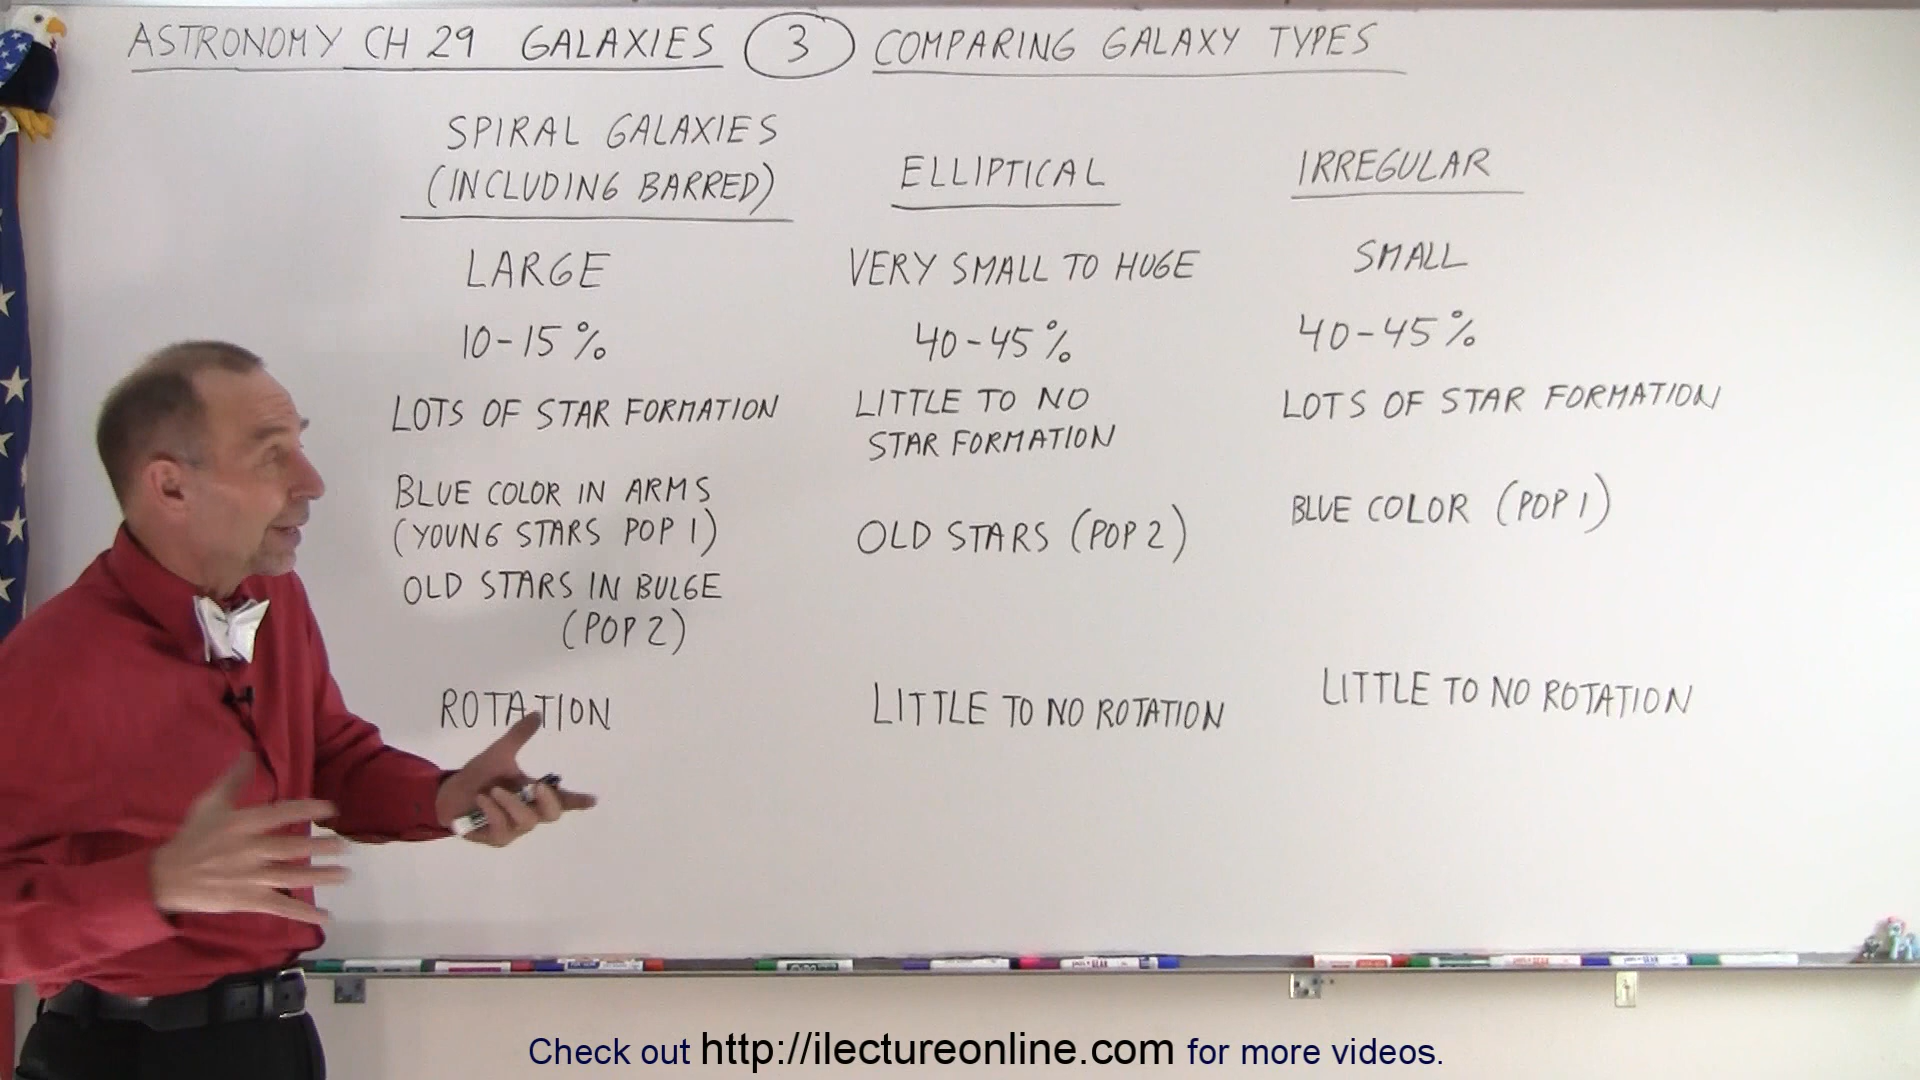 ASTRONOMY CH 29 GALAXIES 3 COMPARING GALAXY TYPES
SPIRAL GALAXIES
(INCLUDING BARRED)
LARGE
10-15%
LOTS OF STAR FORMATION
BLUE COLOR IN ARMS
(YOUNG STARS POP 1)
OLD STARS IN BULGE
(POP 2)
ROTATION
ELLIPTICAL
VERY SMALL TO HUGE
40-45%
LITTLE TO NO
STAR FORMATION
OLD STARS (POP 2)
LITTLE TO NO ROTATION
IRREGULAR
SMALL
40-45%
LOTS OF STAR FORMATION
BLUE COLOR (POP 1)
LITTLE TO NO ROTATION
Check out http://ilectureonline.com for more videos.